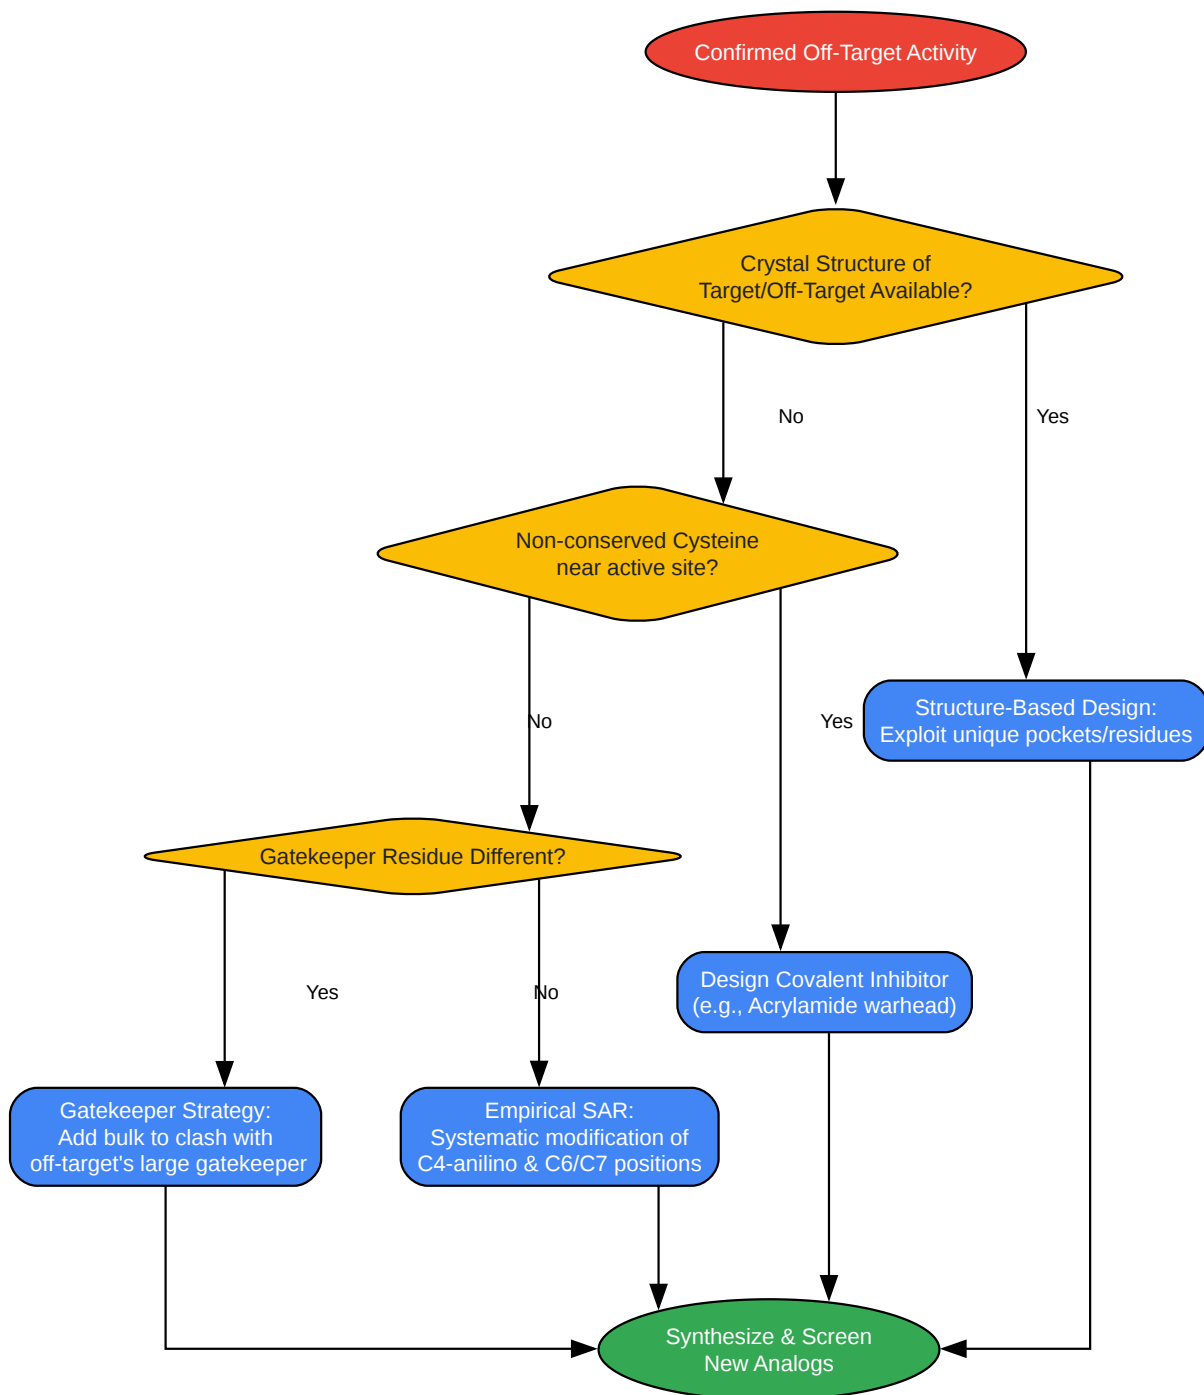 Confirmed Off-Target Activity
Crystal Structure of
Target/Off-Target Available?
No
Yes
Non-conserved Cysteine
near active site?
Structure-Based Design:
Exploit unique pockets/residues
No
Yes
Gatekeeper Residue Different?
Design Covalent Inhibitor
(e.g., Acrylamide warhead)
Yes
No
Gatekeeper Strategy:
Add bulk to clash with
off-target's large gatekeeper
Empirical SAR:
Systematic modification of
C4-anilino & C6/C7 positions
Synthesize & Screen
New Analogs